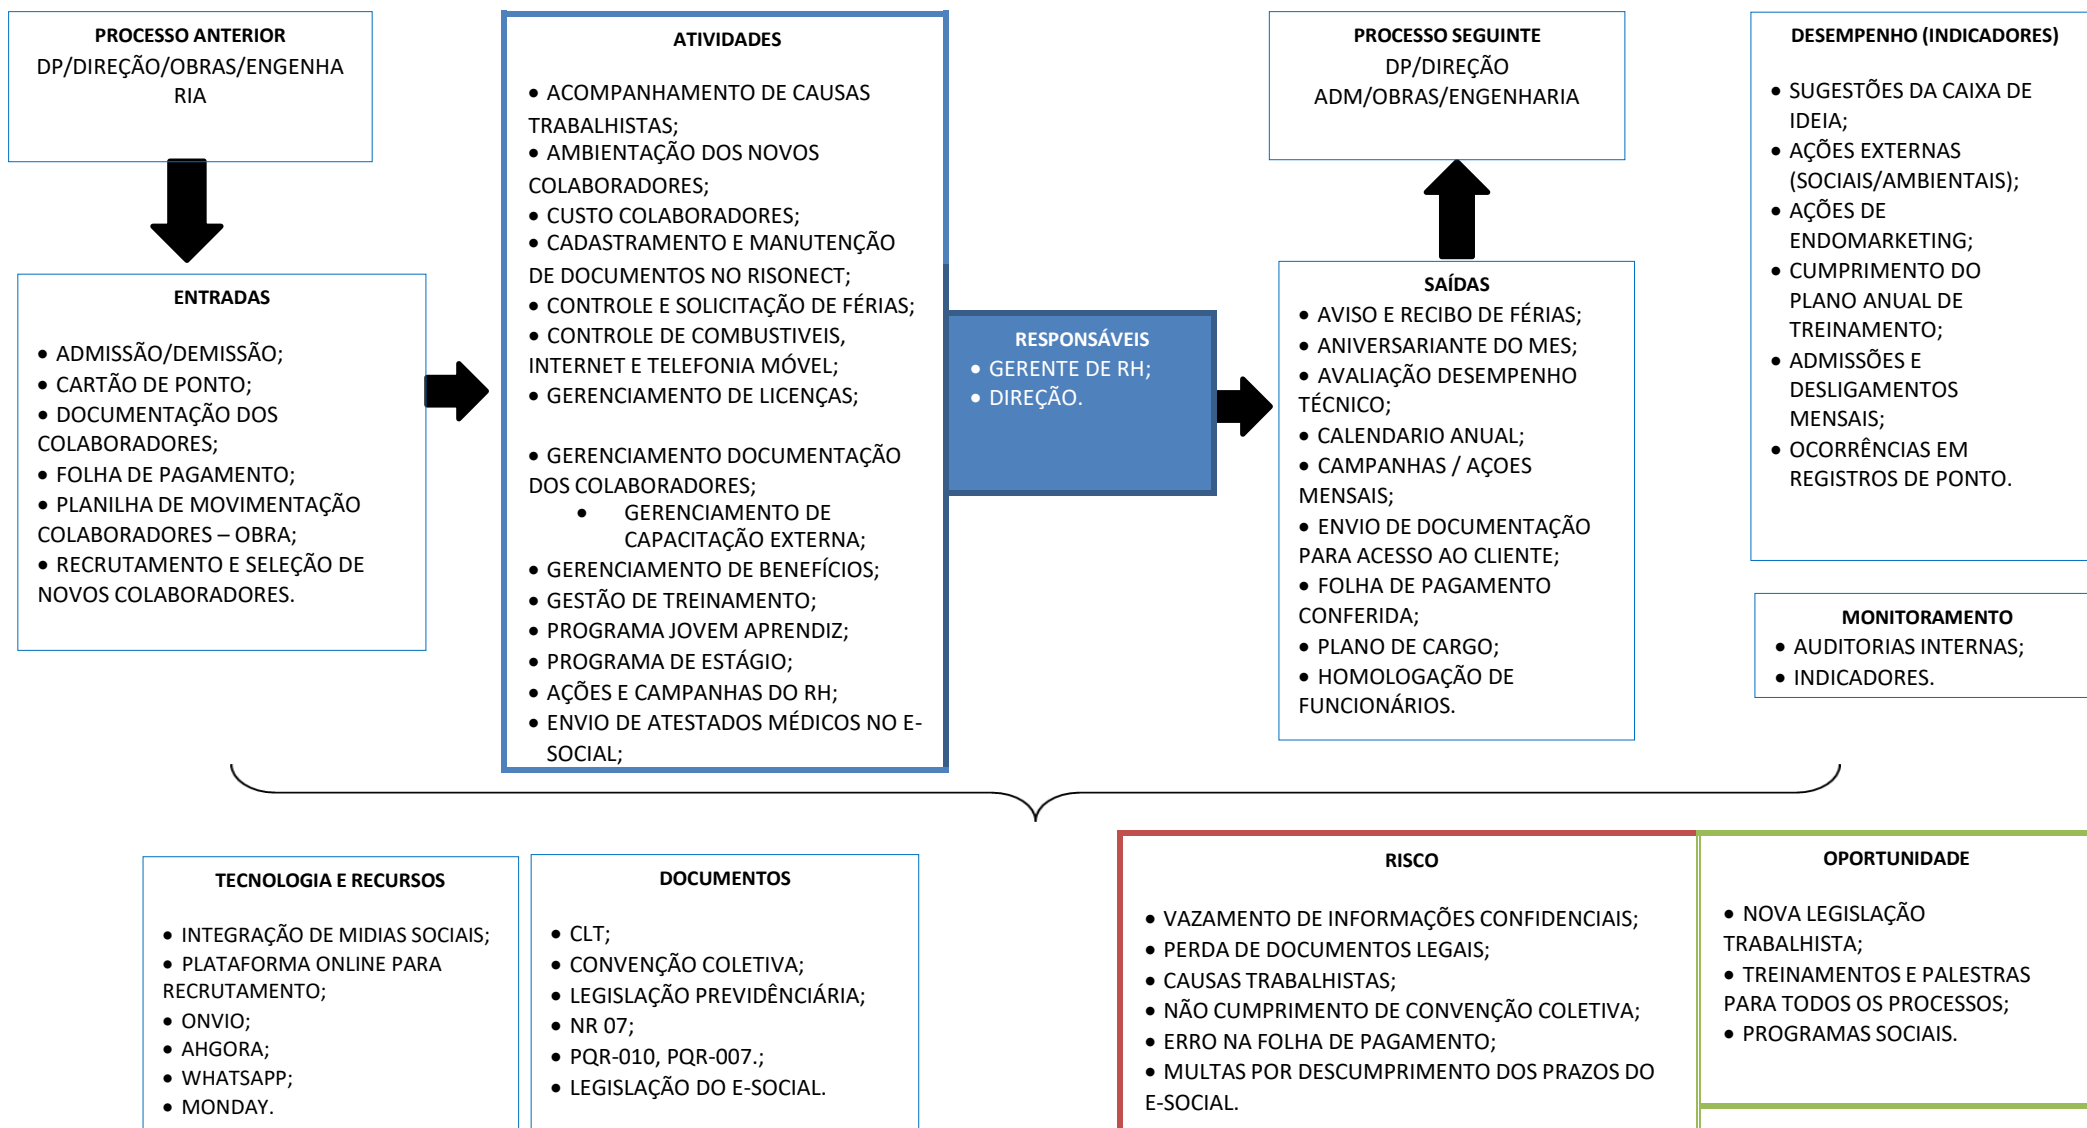 PROCESSO ANTERIOR
DP/DIREÇÃO/OBRAS/ENGENHA
RIA
ENTRADAS
• ADMISSÃO/DEMISSÃO;
• CARTÃO DE PONTO;
• DOCUMENTAÇÃO DOS
COLABORADORES;
• FOLHA DE PAGAMENTO;
• PLANILHA DE MOVIMENTAÇÃO
COLABORADORES – OBRA;
• RECRUTAMENTO E SELEÇÃO DE
NOVOS COLABORADORES.
ATIVIDADES
• ACOMPANHAMENTO DE CAUSAS
TRABALHISTAS;
• AMBIENTAÇÃO DOS NOVOS
COLABORADORES;
• CUSTO COLABORADORES;
• CADASTRAMENTO E MANUTENÇÃO
DE DOCUMENTOS NO RISONECT;
• CONTROLE E SOLICITAÇÃO DE FÉRIAS;
• CONTROLE DE COMBUSTIVEIS,
INTERNET E TELEFONIA MÓVEL;
• GERENCIAMENTO DE LICENÇAS;
• GERENCIAMENTO DOCUMENTAÇÃO
DOS COLABORADORES;
• GERENCIAMENTO DE
CAPACITAÇÃO EXTERNA;
• GERENCIAMENTO DE BENEFÍCIOS;
• GESTÃO DE TREINAMENTO;
• PROGRAMA JOVEM APRENDIZ;
• PROGRAMA DE ESTÁGIO;
• AÇÕES E CAMPANHAS DO RH;
• ENVIO DE ATESTADOS MÉDICOS NO E-
SOCIAL;
RESPONSÁVEIS
• GERENTE DE RH;
• DIREÇÃO.
PROCESSO SEGUINTE
DP/DIREÇÃO
ADM/OBRAS/ENGENHARIA
SAÍDAS
• AVISO E RECIBO DE FÉRIAS;
• ANIVERSARIANTE DO MES;
• AVALIAÇÃO DESEMPENHO
TÉCNICO;
• CALENDARIO ANUAL;
• CAMPANHAS / AÇOES
MENSAIS;
• ENVIO DE DOCUMENTAÇÃO
PARA ACESSO AO CLIENTE;
• FOLHA DE PAGAMENTO
CONFERIDA;
• PLANO DE CARGO;
• HOMOLOGAÇÃO DE
FUNCIONÁRIOS.
DESEMPENHO (INDICADORES)
• SUGESTÕES DA CAIXA DE
IDEIA;
• AÇÕES EXTERNAS
(SOCIAIS/AMBIENTAIS);
• AÇÕES DE
ENDOMARKETING;
• CUMPRIMENTO DO
PLANO ANUAL DE
TREINAMENTO;
• ADMISSÕES E
DESLIGAMENTOS
MENSAIS;
• OCORRÊNCIAS EM
REGISTROS DE PONTO.
MONITORAMENTO
• AUDITORIAS INTERNAS;
• INDICADORES.
TECNOLOGIA E RECURSOS
• INTEGRAÇÃO DE MIDIAS SOCIAIS;
• PLATAFORMA ONLINE PARA
RECRUTAMENTO;
• ONVIO;
• AHGORA;
• WHATSAPP;
• MONDAY.
DOCUMENTOS
• CLT;
• CONVENÇÃO COLETIVA;
• LEGISLAÇÃO PREVIDÊNCIÁRIA;
• NR 07;
• PQR-010, PQR-007.;
• LEGISLAÇÃO DO E-SOCIAL.
RISCO
• VAZAMENTO DE INFORMAÇÕES CONFIDENCIAIS;
• PERDA DE DOCUMENTOS LEGAIS;
• CAUSAS TRABALHISTAS;
• NÃO CUMPRIMENTO DE CONVENÇÃO COLETIVA;
• ERRO NA FOLHA DE PAGAMENTO;
• MULTAS POR DESCUMPRIMENTO DOS PRAZOS DO
E-SOCIAL.
OPORTUNIDADE
• NOVA LEGISLAÇÃO
TRABALHISTA;
• TREINAMENTOS E PALESTRAS
PARA TODOS OS PROCESSOS;
• PROGRAMAS SOCIAIS.